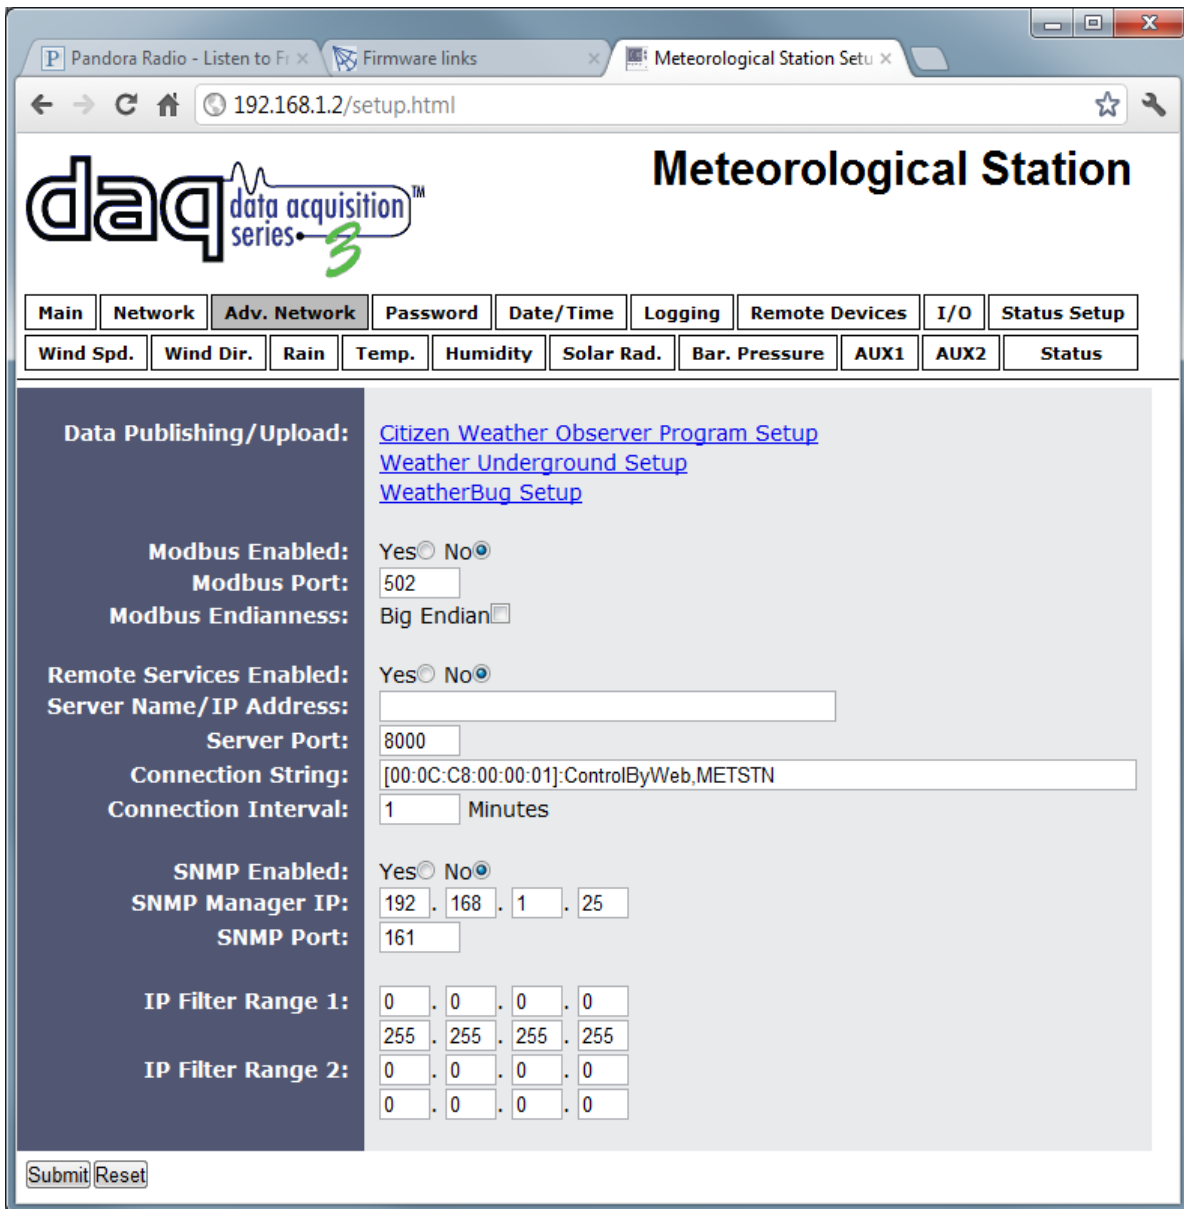 Pandora Radio - Listen to Fr
Firmware links
Meteorological Station Setu
192.168.1.2/setup.html
Meteorological Station
daq data acquisition series 3 ™
Main Network Adv. Network Password Date/Time Logging Remote Devices I/O Status Setup
Wind Spd. Wind Dir. Rain Temp. Humidity Solar Rad. Bar. Pressure AUX1 AUX2 Status
Data Publishing/Upload: Citizen Weather Observer Program Setup
Weather Underground Setup
WeatherBug Setup
Modbus Enabled: Yes No
Modbus Port: 502
Modbus Endianness: Big Endian
Remote Services Enabled: Yes No
Server Name/IP Address:
Server Port: 8000
Connection String: [00:0C:C8:00:00:01]:ControlByWeb,METSTN
Connection Interval: 1 Minutes
SNMP Enabled: Yes No
SNMP Manager IP: 192 . 168 . 1 . 25
SNMP Port: 161
IP Filter Range 1: 0 . 0 . 0 . 0
255 . 255 . 255 . 255
IP Filter Range 2: 0 . 0 . 0 . 0
0 . 0 . 0 . 0
Submit Reset